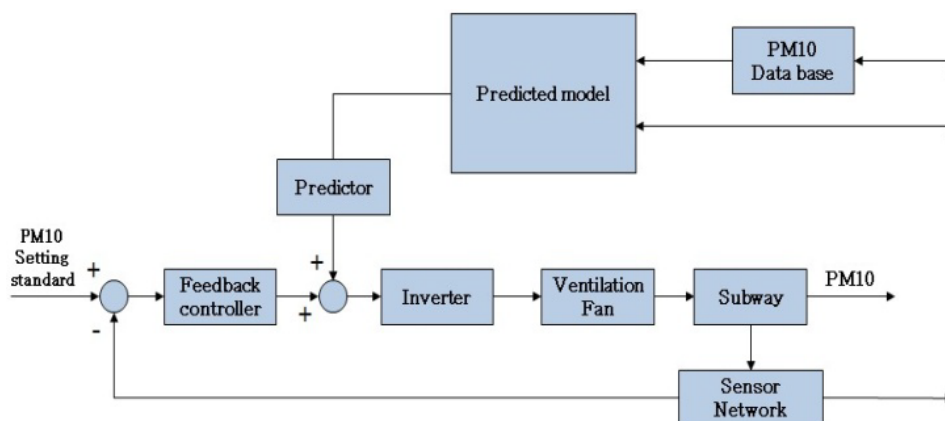 PM10
Data base
Predicted model
Predictor
PM10
Setting
standard
+
-
Feedback
controller
+
+
Inverter
Ventilation
Fan
Subway
PM10
Sensor
Network